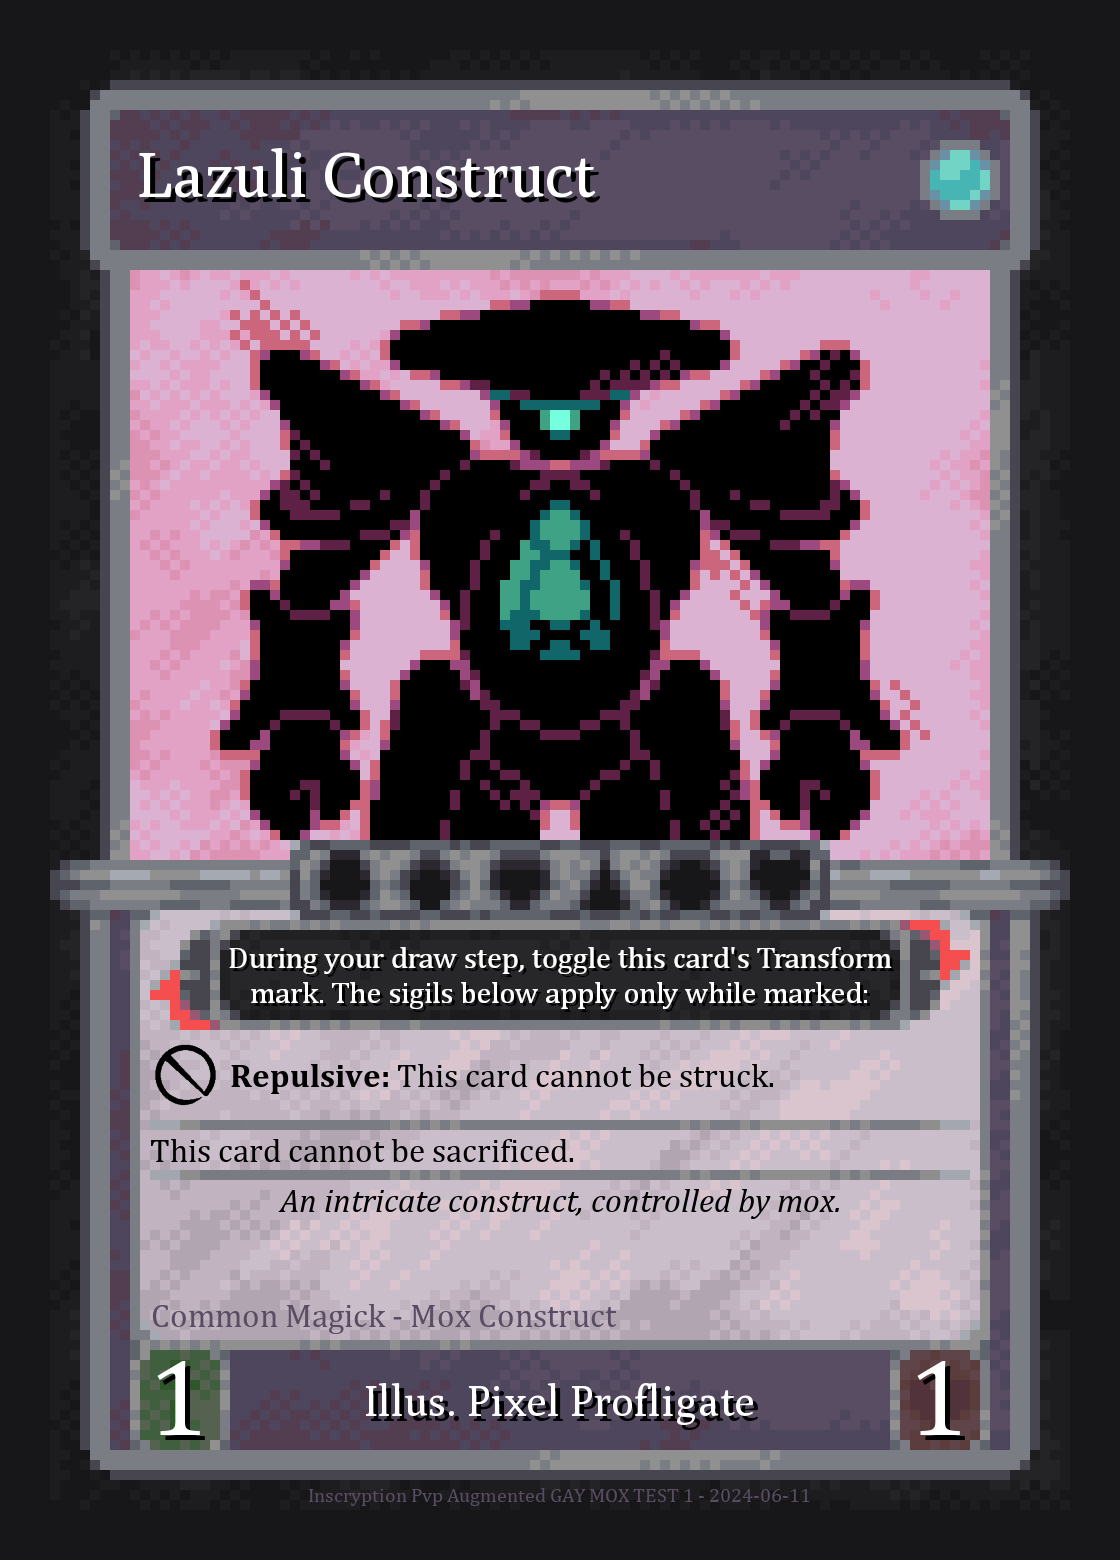 Lazuli Construct
During your draw step, toggle this card's Transform
mark. The sigils below apply only while marked:
Repulsive: This card cannot be struck.
This card cannot be sacrificed.
An intricate construct, controlled by mox.
Common Magick - Mox Construct
1
Illus. Pixel Profligate
1
Inscryption Pvp Augmented GAY MOX TEST 1 - 2024-06-11